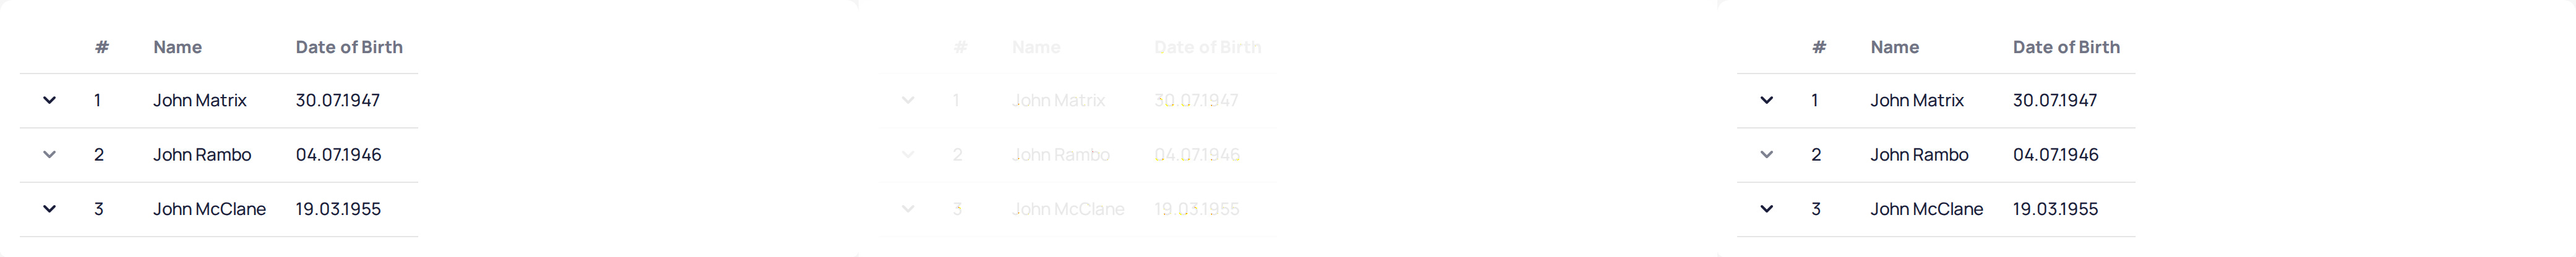 # Name Date of Birth
1 John Matrix 30.07.1947
2 John Rambo 04.07.1946
3 John McClane 19.03.1955
# Name Date of Birth
1 John Matrix 30.07.1947
2 John Rambo 04.07.1946
3 John McClane 19.03.1955
# Name Date of Birth
1 John Matrix 30.07.1947
2 John Rambo 04.07.1946
3 John McClane 19.03.1955